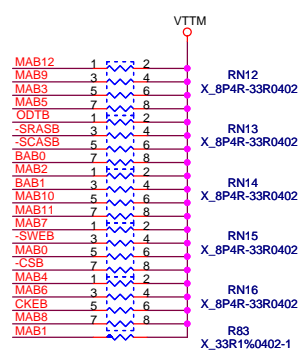 VTTM
MAB12 1 2
MAB9 3 4 RN12
MAB3 5 6 X_8P4R-33R0402
MAB5 7 8
ODTB 1 2
-SRASB 3 4 RN13
-SCASB 5 6 X_8P4R-33R0402
BAB0 7 8
MAB2 1 2
BAB1 3 4 RN14
MAB10 5 6 X_8P4R-33R0402
MAB11 7 8
MAB7 1 2
-SWEB 3 4 RN15
MAB0 5 6 X_8P4R-33R0402
-CSB 7 8
MAB4 1 2
MAB6 3 4 RN16
CKEB 5 6 X_8P4R-33R0402
MAB8 7 8
MAB1 R83
X_33R1%0402-1